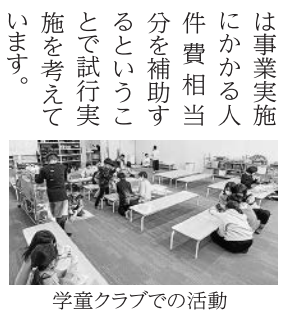 は事業実施
にかかる人
件費相当
分を補助す
るというこ
とで試行実
施を考えて
います。
学童クラブでの活動